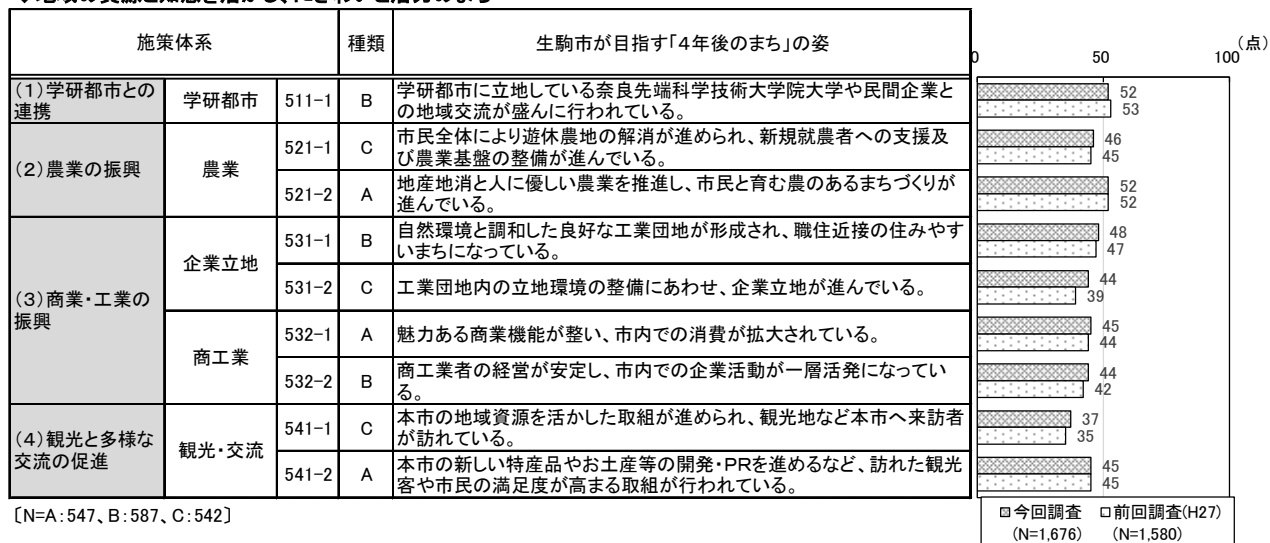 施策体系 種類 生駒市が目指す「４年後のまち」の姿
0 50 100 (点)
(1)学研都市との
連携
学研都市 511-1 B
学研都市に立地している奈良先端科学技術大学院大学や民間企業と
の地域交流が盛んに行われている。
52
53
(2)農業の振興
農業
521-1 C
市民全体により遊休農地の解消が進められ、新規就農者への支援及
び農業基盤の整備が進んでいる。
46
45
521-2 A
地産地消と人に優しい農業を推進し、市民と育む農のあるまちづくりが
進んでいる。
52
52
(3)商業・工業の
振興
企業立地
531-1 B
自然環境と調和した良好な工業団地が形成され、職住近接の住みやす
いまちになっている。
48
47
531-2 C 工業団地内の立地環境の整備にあわせ、企業立地が進んでいる。
44
39
商工業
532-1 A 魅力ある商業機能が整い、市内での消費が拡大されている。
45
44
532-2 B
商工業者の経営が安定し、市内での企業活動が一層活発になってい
る。
44
42
(4)観光と多様な
交流の促進
観光・交流
541-1 C
本市の地域資源を活かした取組が進められ、観光地など本市へ来訪者
が訪れている。
37
35
541-2 A
本市の新しい特産品やお土産等の開発・PRを進めるなど、訪れた観光
客や市民の満足度が高まる取組が行われている。
45
45
〔N=A:547、B:587、C:542〕
今回調査 前回調査(H27)
(N=1,676) (N=1,580)